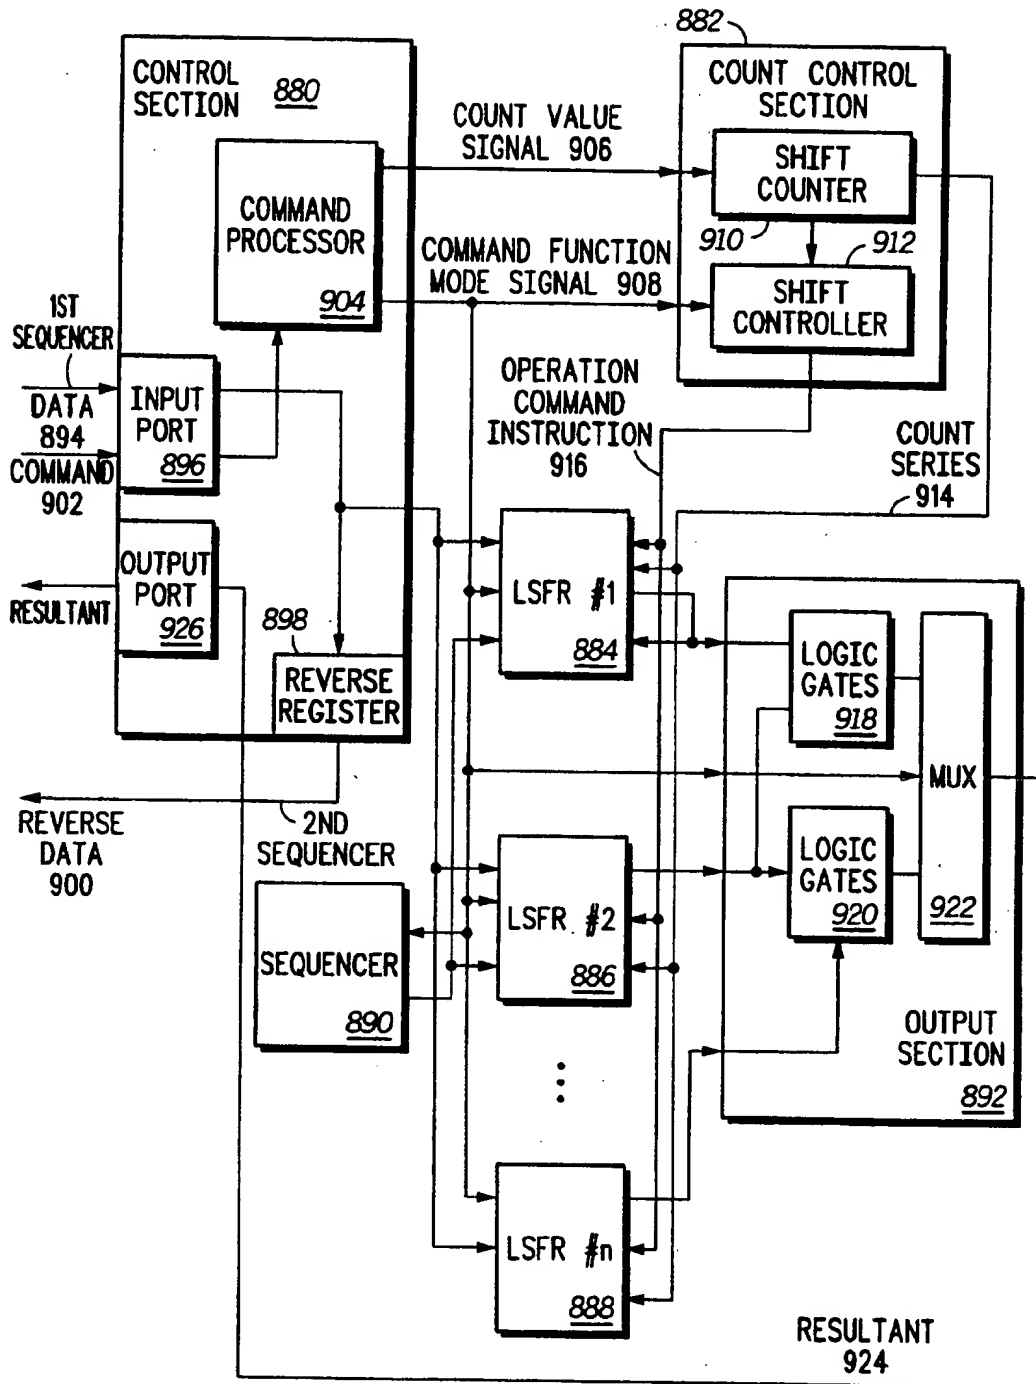 882
CONTROL
SECTION 880
COUNT CONTROL
SECTION
COUNT VALUE
SIGNAL 906
SHIFT
COUNTER
910
912
COMMAND
PROCESSOR
904
COMMAND FUNCTION
MODE SIGNAL 908
SHIFT
CONTROLLER
1ST
SEQUENCER
DATA
894
COMMAND
902
INPUT
PORT
896
OPERATION
COMMAND
INSTRUCTION
916
COUNT
SERIES
914
OUTPUT
PORT
926
RESULTANT
898
REVERSE
REGISTER
LSFR #1
884
LOGIC
GATES
918
MUX
922
REVERSE
DATA
900
2ND
SEQUENCER
SEQUENCER
890
LSFR #2
886
LOGIC
GATES
920
OUTPUT
SECTION
892
LSFR #n
888
RESULTANT
924